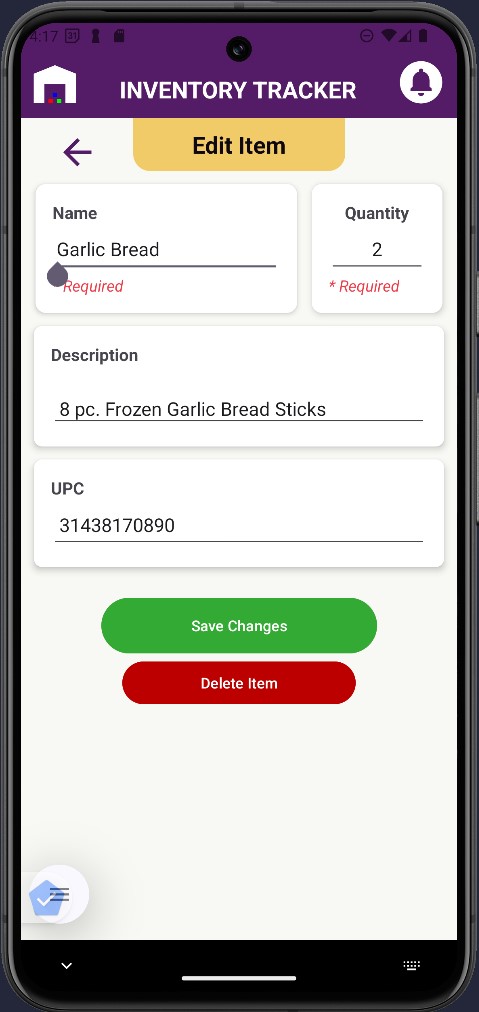 4:17
31
INVENTORY TRACKER
Edit Item
Name
Quantity
Garlic Bread
2
Required
* Required
Description
8 pc. Frozen Garlic Bread Sticks
UPC
31438170890
Save Changes
Delete Item